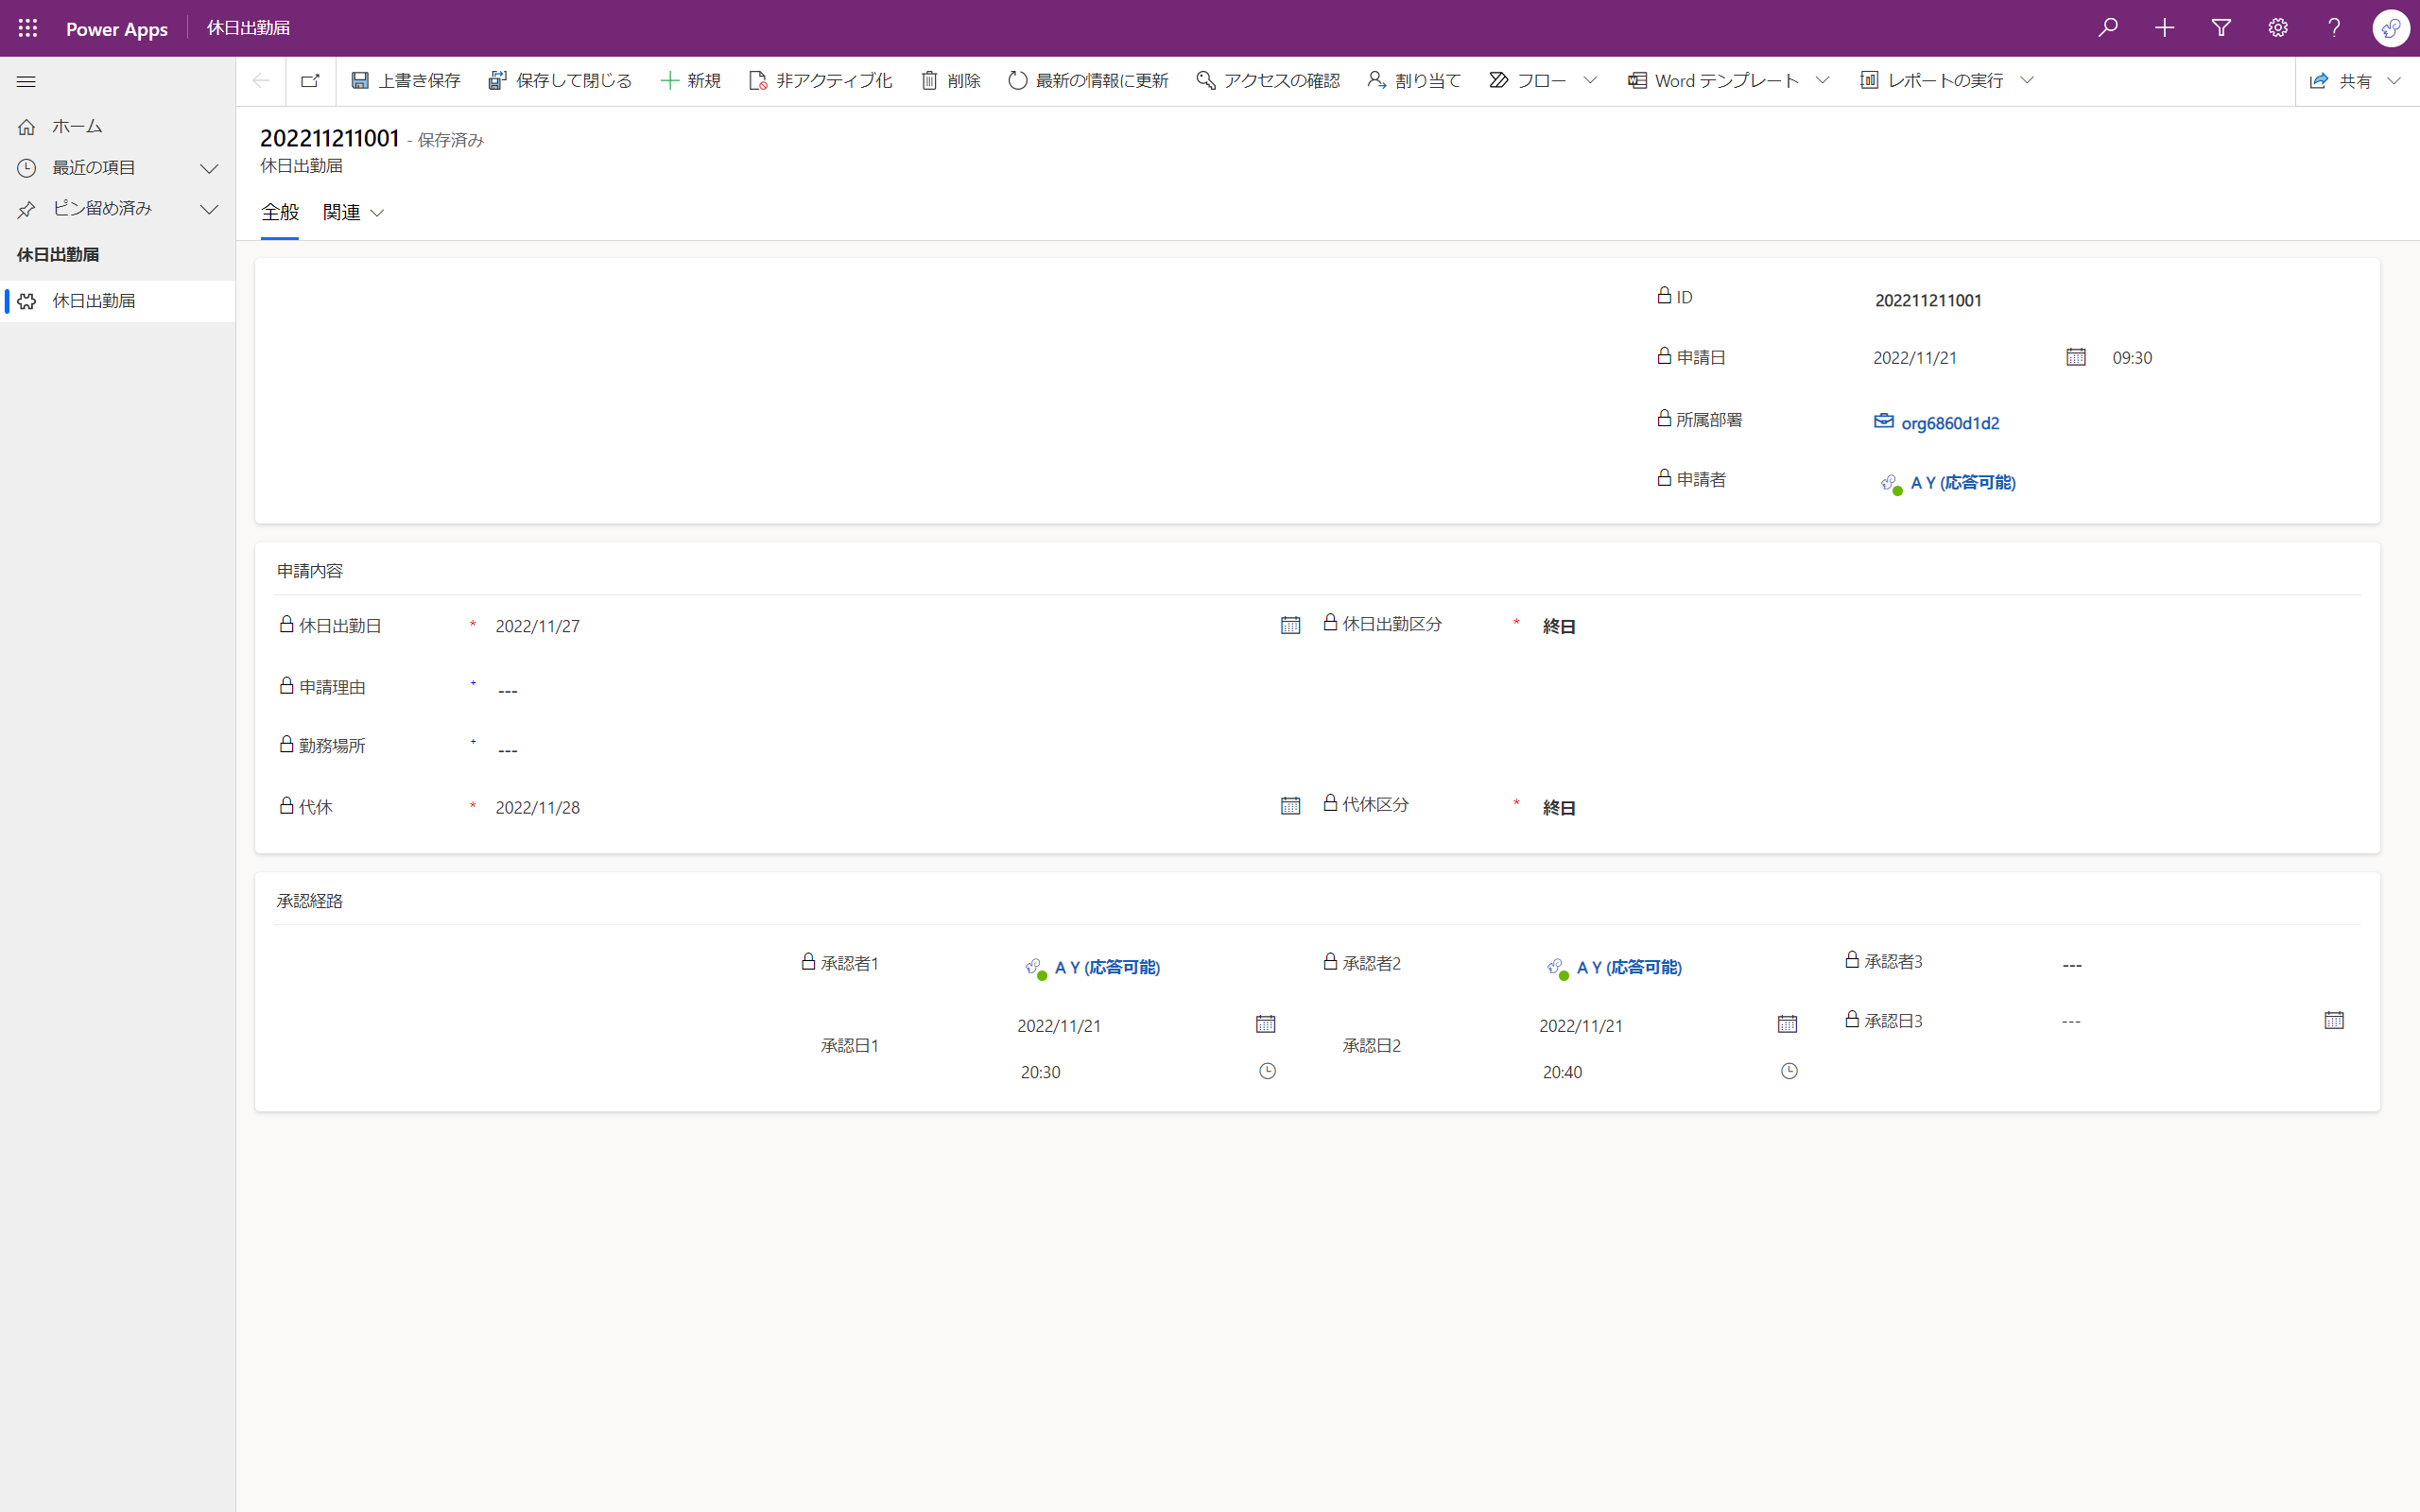 Power Apps 休日出勤届
上書き保存 保存して閉じる 新規 非アクティブ化 削除 最新の情報に更新 アクセスの確認 割り当て フロー Word テンプレート レポートの実行 共有
ホーム
最近の項目
ピン留め済み
休日出勤届
休日出勤届
202211211001 - 保存済み
休日出勤届
全般 関連
ID 202211211001
申請日 2022/11/21 09:30
所属部署 org6860d1d2
申請者 A Y (応答可能)
申請内容
休日出勤日 * 2022/11/27 休日出勤区分 * 終日
申請理由 + ---
勤務場所 + ---
代休 * 2022/11/28 代休区分 * 終日
承認経路
承認者1 A Y (応答可能) 承認者2 A Y (応答可能) 承認者3 ---
承認日1 2022/11/21 20:30 承認日2 2022/11/21 20:40 承認日3 ---